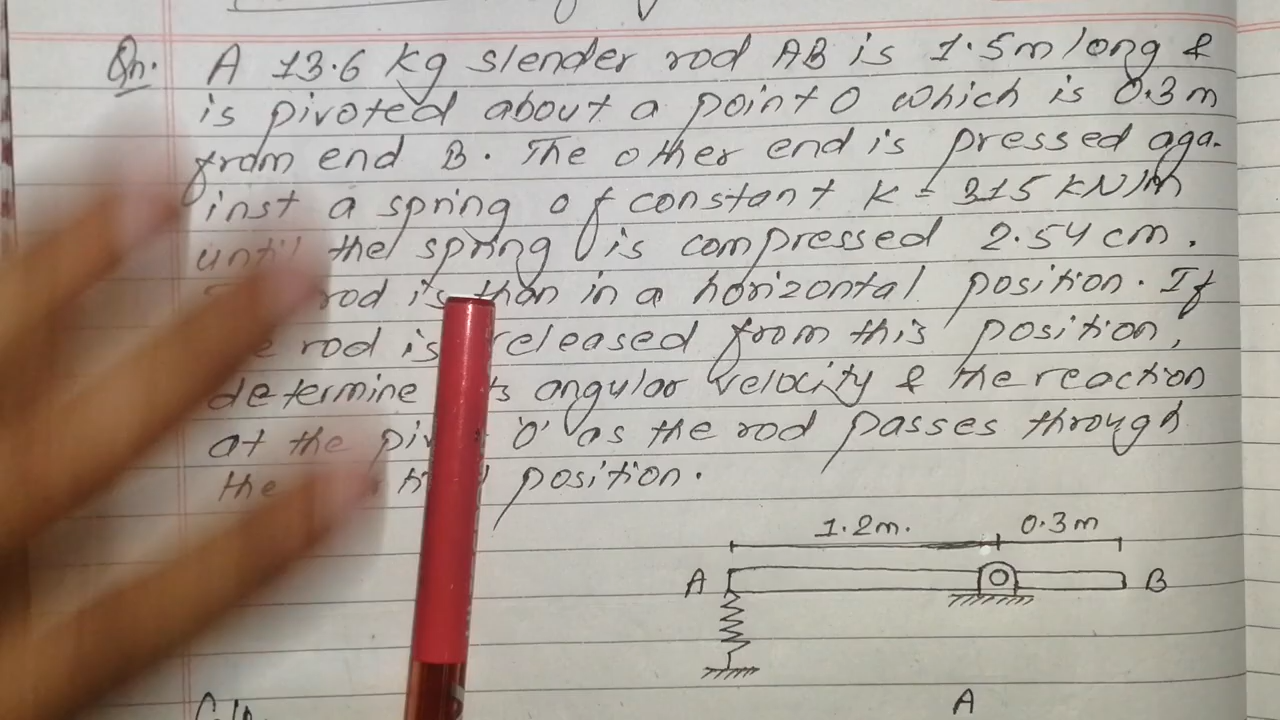 Qn. A 13.6 kg slender rod AB is 1.5m long &
is pivoted about a point O which is 0.3m
from end B. The other end is pressed aga-
inst a spring of constant K = 315 KN/m
until the spring is compressed 2.54 cm.
rod is than in a horizontal position. If
rod is released from this position,
determine angular velocity & the reaction
at the 'O' as the rod passes through
the position.
1.2m. 0.3m
A B
A